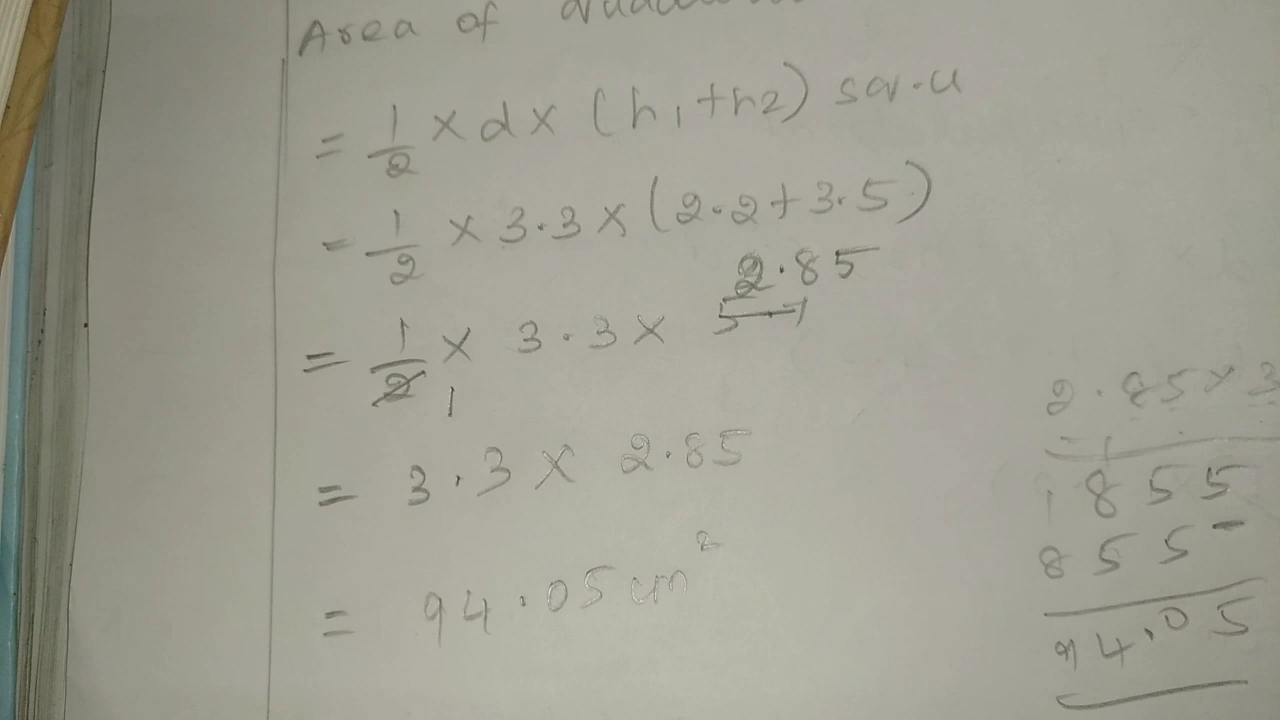 Area of
= 1/2 × d × (h1 + h2) sq.u
= 1/2 × 3.3 × (2.2 + 3.5)
2.85
= 1/2 × 3.3 × 5.7
1
= 3.3 × 2.85
= 94.05 cm²
2.85 × 3
855
855-
94.05